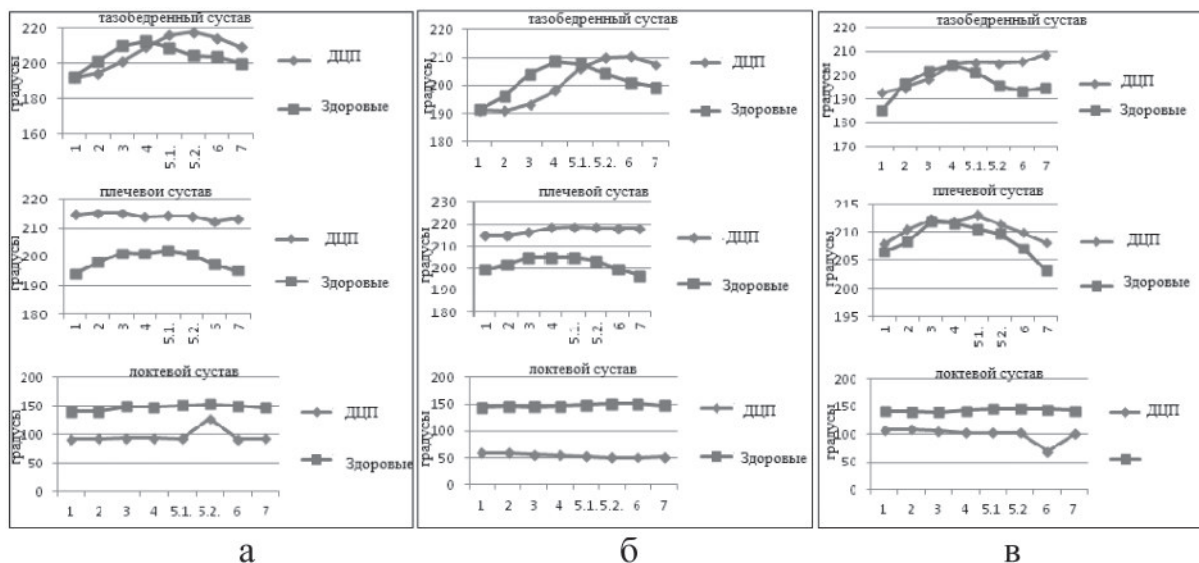 тазобедренный сустав
градусы
220
200
180
160
1 2 3 4 5.1. 5.2. 6 7
ДЦП
Здоровые
плечевои сустав
220
210
200
190
180
1 2 3 4 5.1. 5.2. 5 7
ДЦП
Здоровые
локтевой сустав
градусы
200
150
100
50
0
1 2 3 4 5.1. 5.2. 6 7
ДЦП
Здоровые
а
тазобедренный сустав
градусы
220
210
200
190
180
1 2 3 4 5.1. 5.2. 6 7
ДЦП
Здоровые
плечевой сустав
230
220
210
200
190
180
1 2 3 4 5.1. 5.2. 6 7
.ДЦП
Здоровые
локтевой сустав
градусы
200
150
100
50
0
1 2 3 4 5.1.5.2. 6 7
ДЦП
Здоровые
б
тазобедренный сустав
градусы
220
210
200
190
180
170
1 2 3 4 5.1. 5.2. 6 7
ДЦП
Здоровые
плечевой сустав
215
210
205
200
195
1 2 3 4 5.1. 5.2 6 7
ДЦП
Здоровые
локтевой сустав
градусы
200
150
100
50
0
1 2 3 4 5.1 5.2 6 7
ДЦП
в